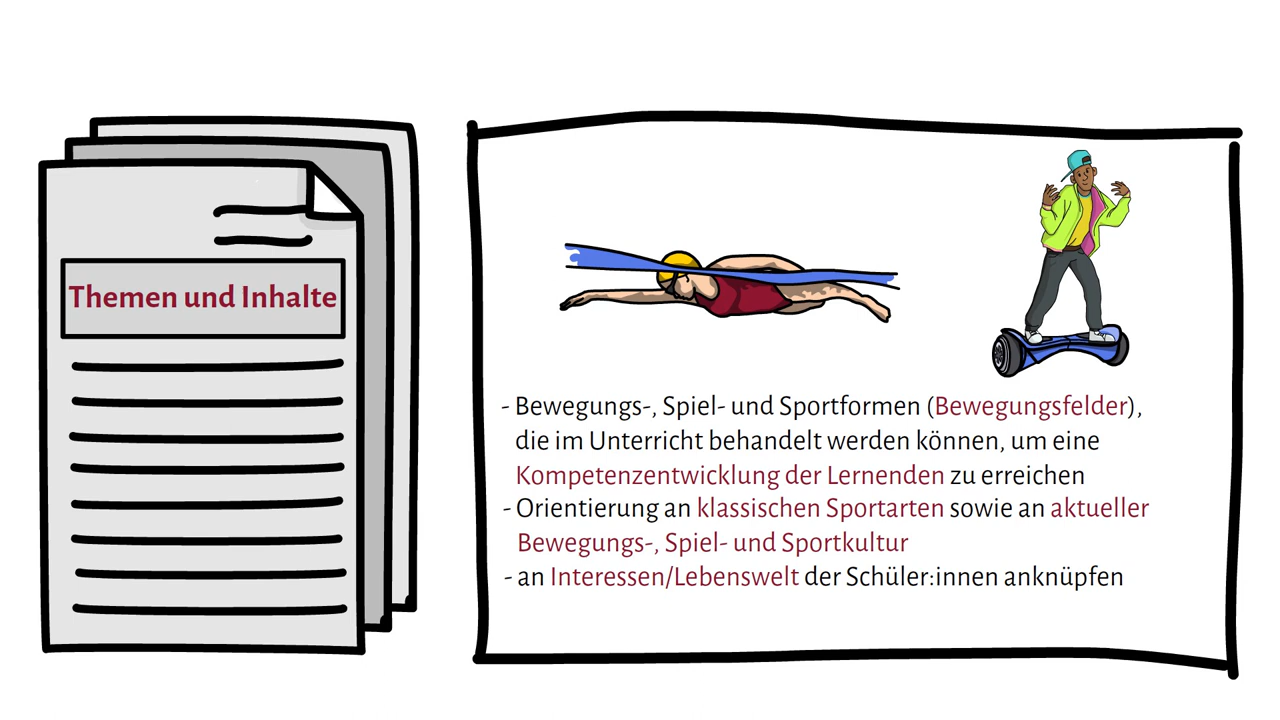 Themen und Inhalte
- Bewegungs-, Spiel- und Sportformen (Bewegungsfelder),
die im Unterricht behandelt werden können, um eine
Kompetenzentwicklung der Lernenden zu erreichen
- Orientierung an klassischen Sportarten sowie an aktueller
Bewegungs-, Spiel- und Sportkultur
- an Interessen/Lebenswelt der Schüler:innen anknüpfen